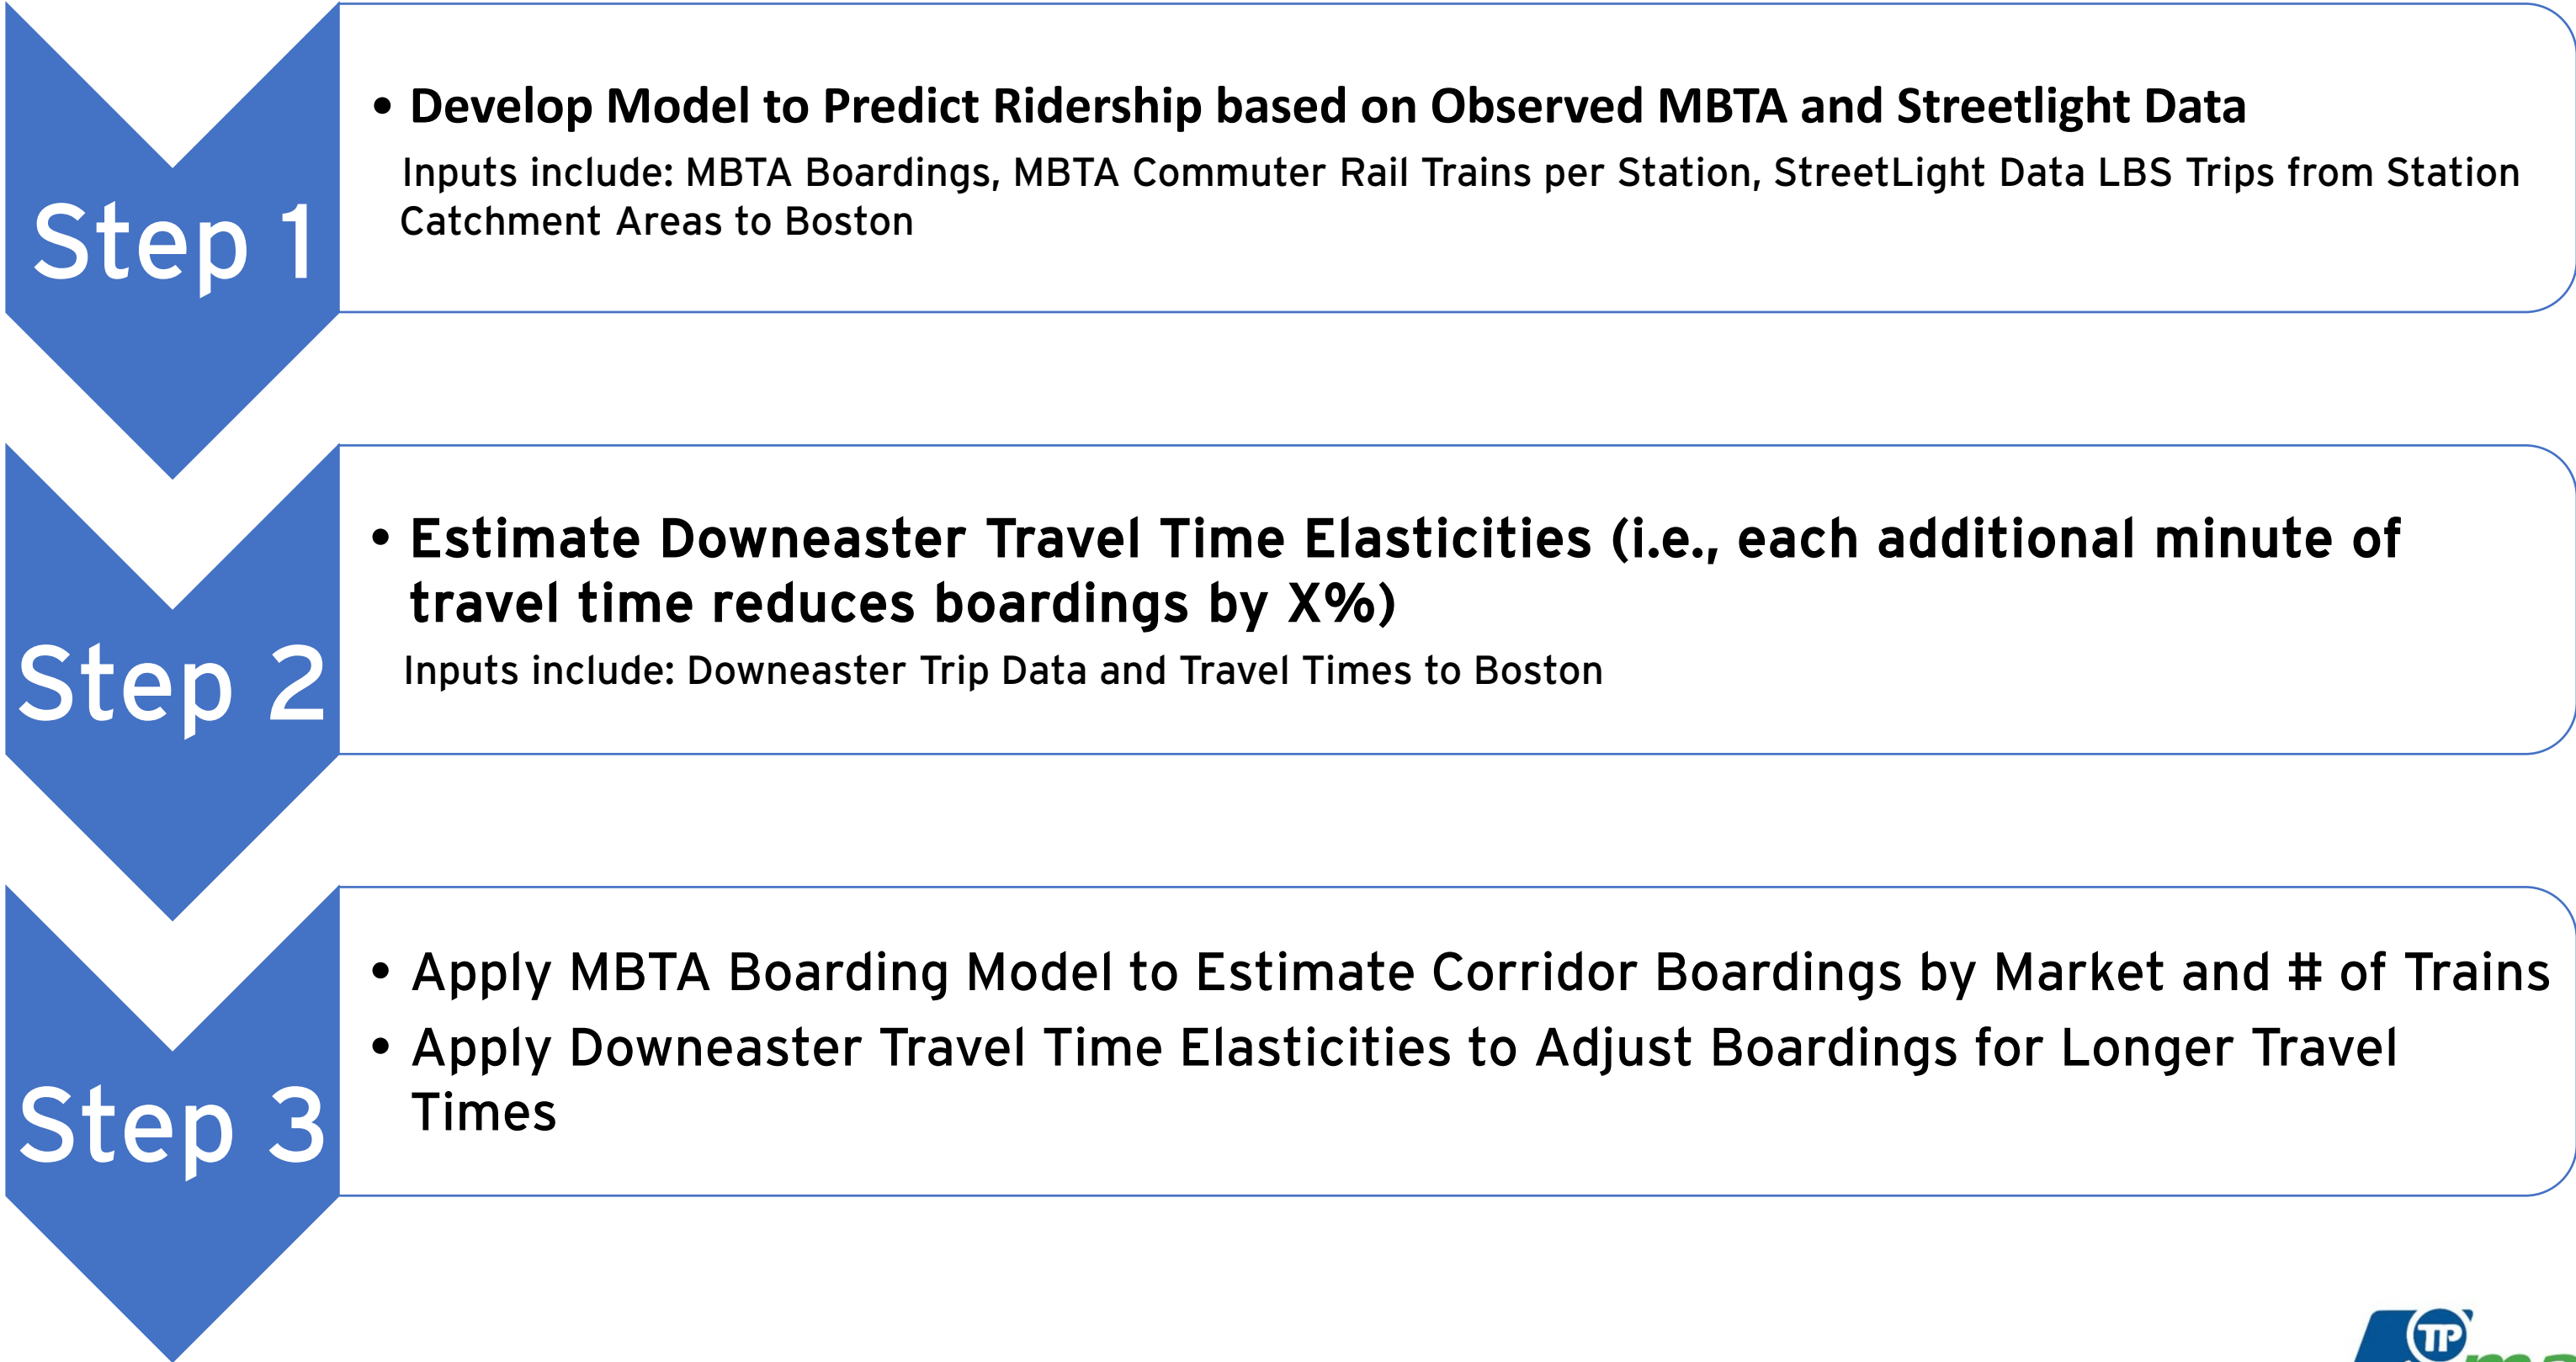 Step 1
• Develop Model to Predict Ridership based on Observed MBTA and Streetlight Data
Inputs include: MBTA Boardings, MBTA Commuter Rail Trains per Station, StreetLight Data LBS Trips from Station
Catchment Areas to Boston
Step 2
• Estimate Downeaster Travel Time Elasticities (i.e., each additional minute of
travel time reduces boardings by X%)
Inputs include: Downeaster Trip Data and Travel Times to Boston
Step 3
• Apply MBTA Boarding Model to Estimate Corridor Boardings by Market and # of Trains
• Apply Downeaster Travel Time Elasticities to Adjust Boardings for Longer Travel
Times
TP